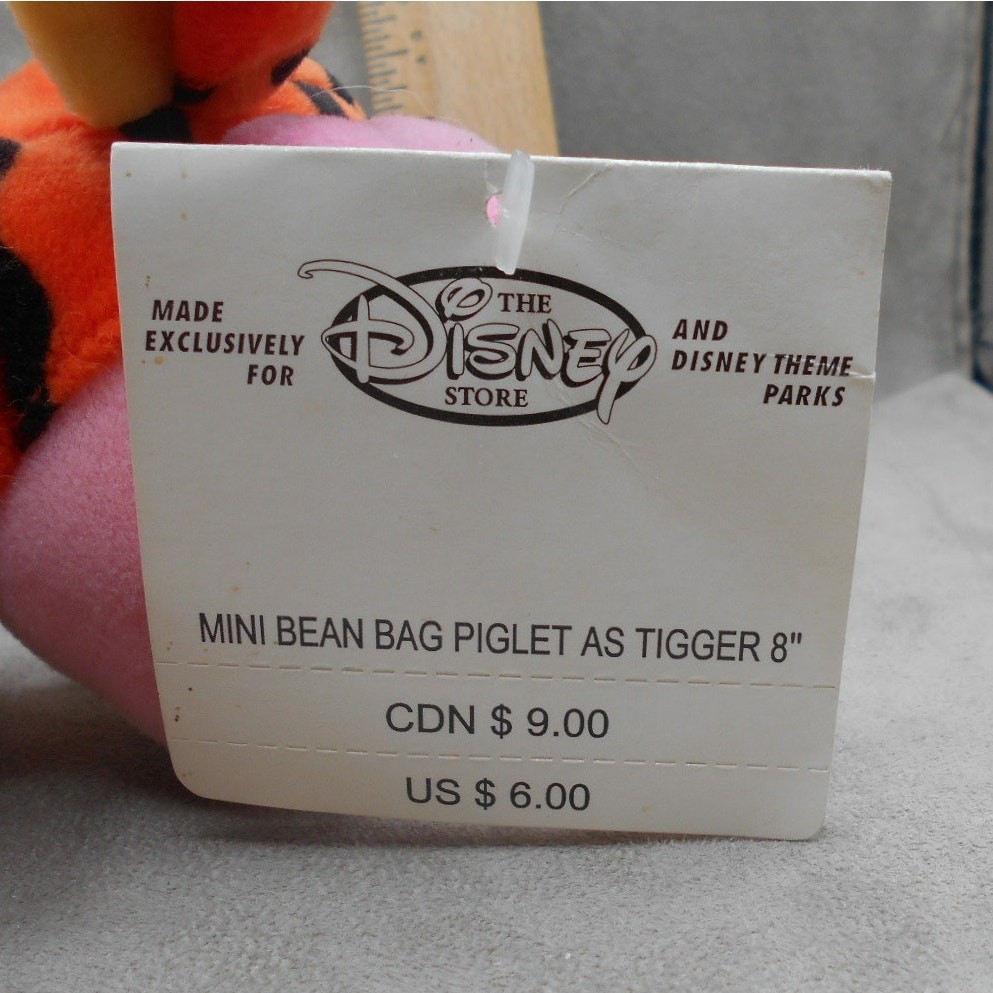 MADE
EXCLUSIVELY
FOR
THE
DISNEY
STORE
AND
DISNEY THEME
PARKS
MINI BEAN BAG PIGLET AS TIGGER 8"
CDN $ 9.00
US $ 6.00